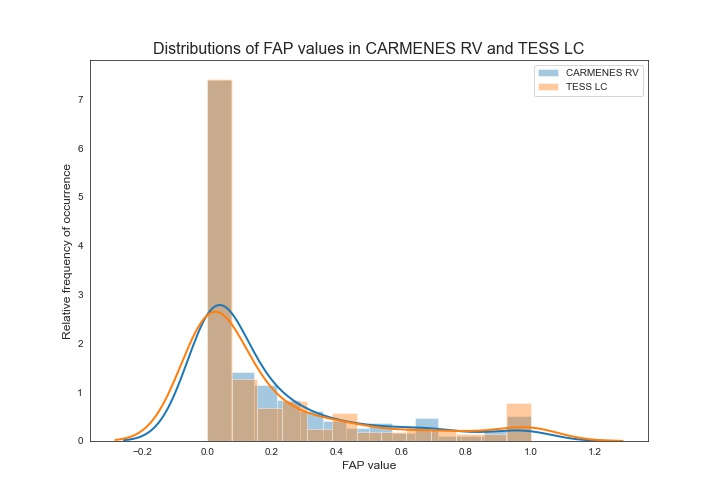 Distributions of FAP values in CARMENES RV and TESS LC
CARMENES RV
TESS LC
Relative frequency of occurrence
7
6
5
4
3
2
1
0
−0.2 0.0 0.2 0.4 0.6 0.8 1.0 1.2
FAP value